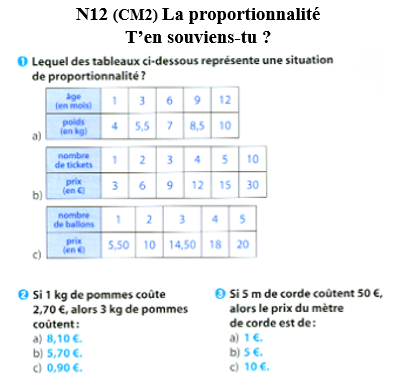 N12 (CM2) La proportionnalité
T'en souviens-tu ?
1 Lequel des tableaux ci-dessous représente une situation
de proportionnalité ?
âge (en mois) 1 3 6 9 12
a) poids (en kg) 4 5,5 7 8,5 10
nombre de tickets 1 2 3 4 5 10
b) prix (en €) 3 6 9 12 15 30
nombre de ballons 1 2 3 4 5
c) prix (en €) 5,50 10 14,50 18 20
2 Si 1 kg de pommes coûte
2,70 €, alors 3 kg de pommes
coûtent :
a) 8,10 €.
b) 5,70 €.
c) 0,90 €.
3 Si 5 m de corde coûtent 50 €,
alors le prix du mètre
de corde est de :
a) 1 €.
b) 5 €.
c) 10 €.